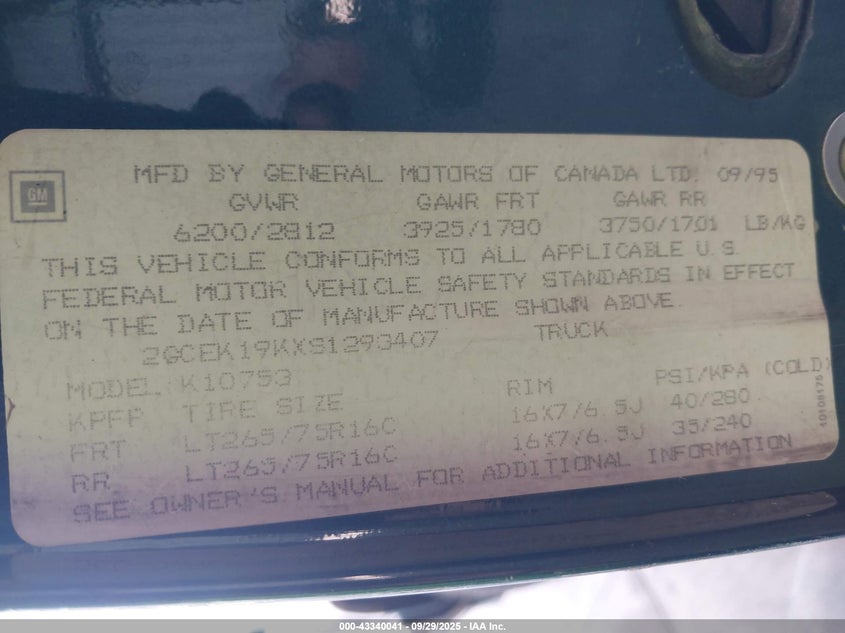 GM
MFD BY GENERAL MOTORS OF CANADA LTD. 09/95
GVWR GAWR FRT GAWR RR
6200/2812 3925/1780 3750/1701 LB/KG
THIS VEHICLE CONFORMS TO ALL APPLICABLE U.S.
FEDERAL MOTOR VEHICLE SAFETY STANDARDS IN EFFECT
ON THE DATE OF MANUFACTURE SHOWN ABOVE.
2GCEK19KXS1293407 TRUCK
MODEL K10753
KPFP TIRE SIZE RIM PSI/KPA (COLD)
FRT LT265/75R16C 16X7/6.5J 40/280
RR LT265/75R16C 16X7/6.5J 35/240
SEE OWNER'S MANUAL FOR ADDITIONAL INFORMATION
000-43340041 - 09/29/2025 - IAA Inc.